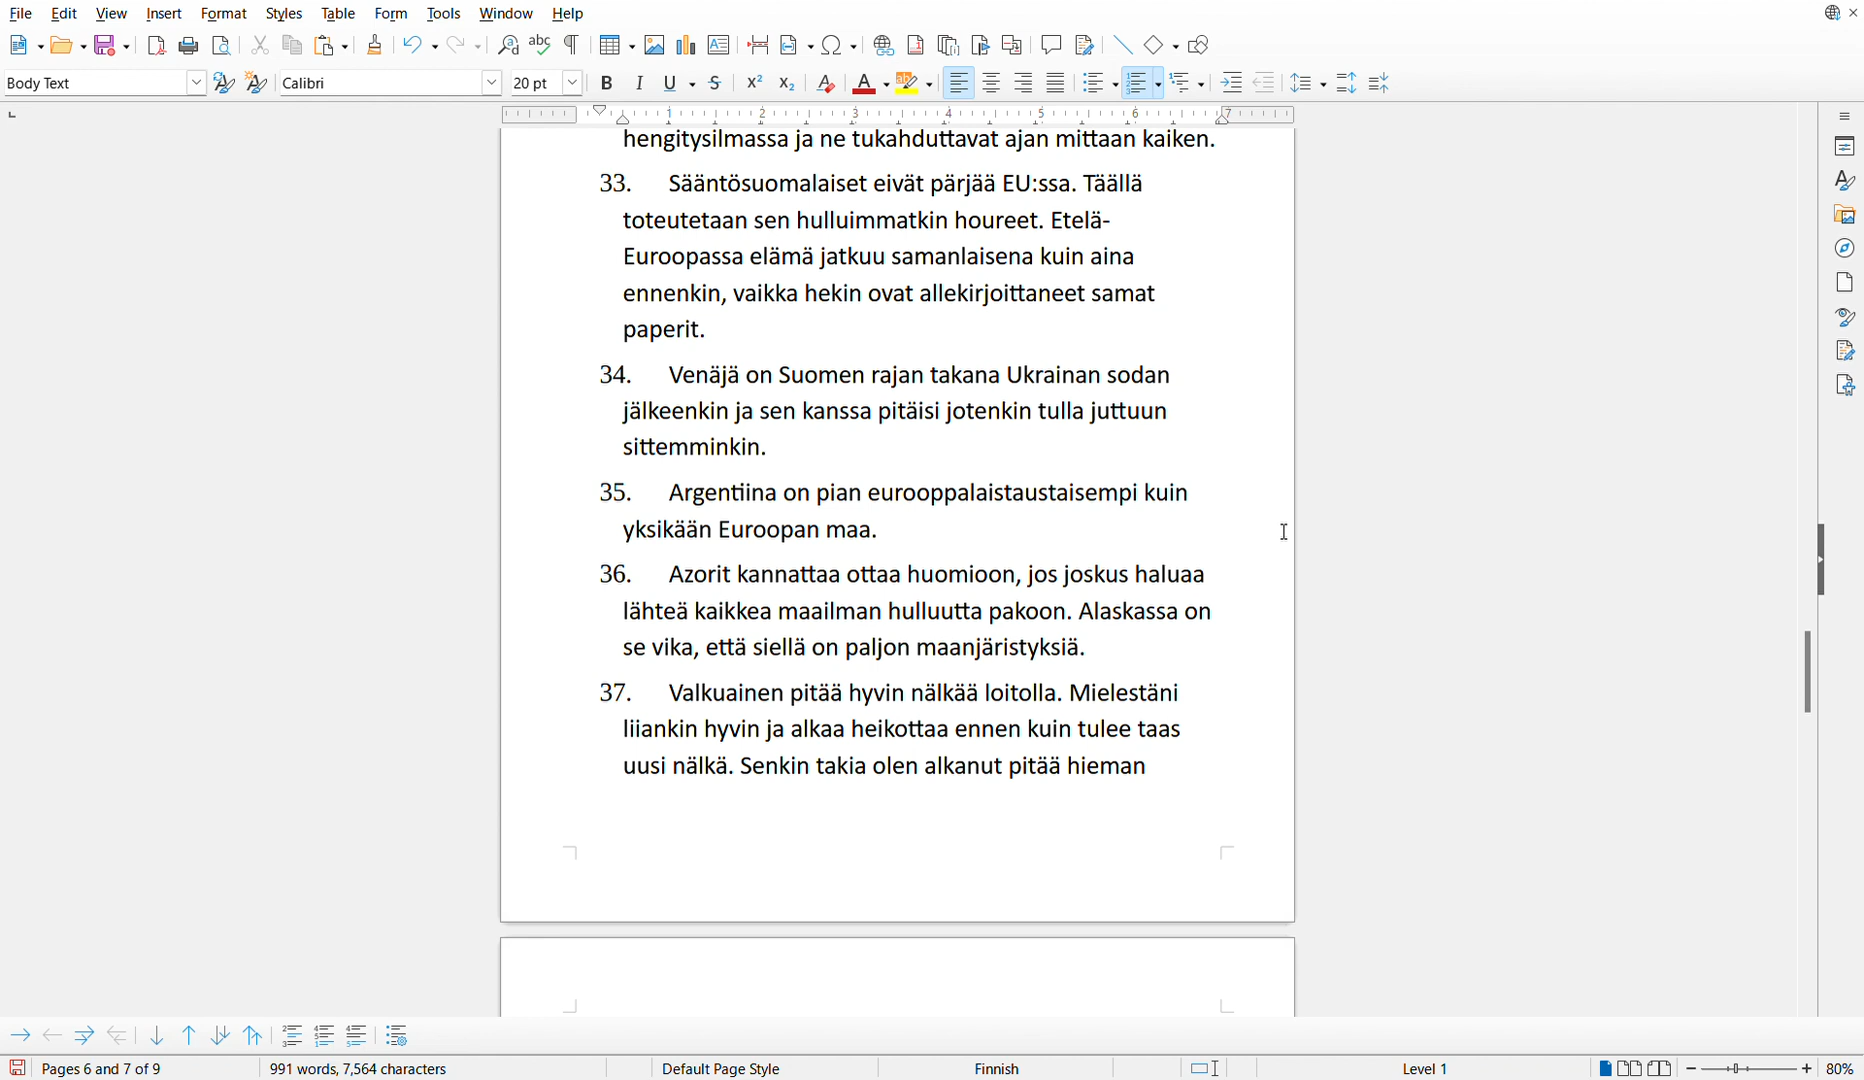 File Edit View Insert Format Styles Table Form Tools Window Help
Body Text Calibri 20 pt
1 2 3 4 5 6 7
hengitysilmassa ja ne tukahduttavat ajan mittaan kaiken.
33. Sääntösuomalaiset eivät pärjää EU:ssa. Täällä
toteutetaan sen hulluimmatkin houreet. Etelä-
Euroopassa elämä jatkuu samanlaisena kuin aina
ennenkin, vaikka hekin ovat allekirjoittaneet samat
paperit.
34. Venäjä on Suomen rajan takana Ukrainan sodan
jälkeenkin ja sen kanssa pitäisi jotenkin tulla juttuun
sittemminkin.
35. Argentiina on pian eurooppalaistaustaisempi kuin
yksikään Euroopan maa.
36. Azorit kannattaa ottaa huomioon, jos joskus haluaa
lähteä kaikkea maailman hulluutta pakoon. Alaskassa on
se vika, että siellä on paljon maanjäristyksiä.
37. Valkuainen pitää hyvin nälkää loitolla. Mielestäni
liiankin hyvin ja alkaa heikottaa ennen kuin tulee taas
uusi nälkä. Senkin takia olen alkanut pitää hieman
Pages 6 and 7 of 9 991 words, 7,564 characters Default Page Style Finnish Level 1 80%